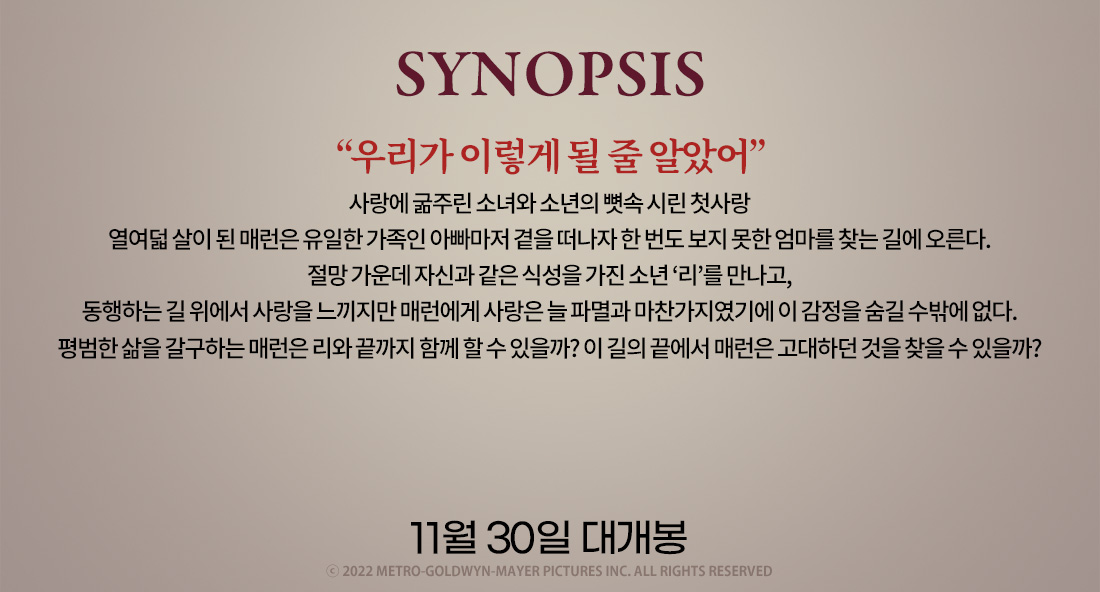 SYNOPSIS
“우리가 이렇게 될 줄 알았어”
사랑에 굶주린 소녀와 소년의 뼛속 시린 첫사랑
열여덟 살이 된 매런은 유일한 가족인 아빠마저 곁을 떠나자 한 번도 보지 못한 엄마를 찾는 길에 오른다.
절망 가운데 자신과 같은 식성을 가진 소년 ‘리’를 만나고,
동행하는 길 위에서 사랑을 느끼지만 매런에게 사랑은 늘 파멸과 마찬가지였기에 이 감정을 숨길 수밖에 없다.
평범한 삶을 갈구하는 매런은 리와 끝까지 함께 할 수 있을까? 이 길의 끝에서 매런은 고대하던 것을 찾을 수 있을까?
11월 30일 대개봉
ⓒ 2022 METRO-GOLDWYN-MAYER PICTURES INC. ALL RIGHTS RESERVED